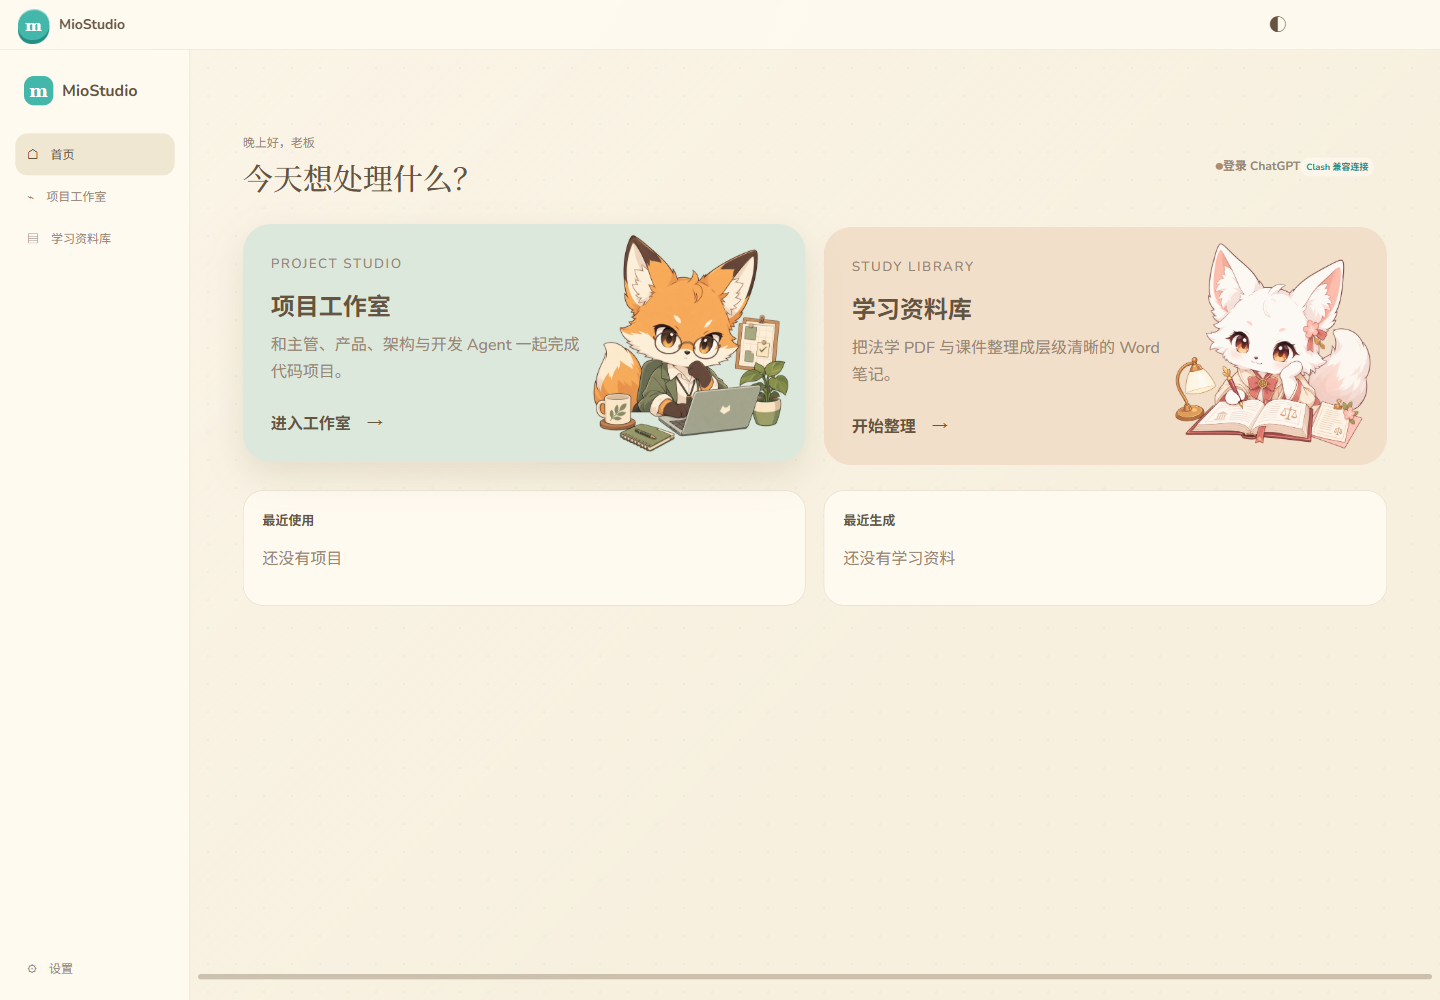 m MioStudio
m MioStudio
首页
项目工作室
学习资料库
设置
晚上好，老板
今天想处理什么？
登录 ChatGPT Clash 兼容连接
PROJECT STUDIO
项目工作室
和主管、产品、架构与开发 Agent 一起完成
代码项目。
进入工作室 →
STUDY LIBRARY
学习资料库
把法学 PDF 与课件整理成层级清晰的 Word
笔记。
开始整理 →
最近使用
还没有项目
最近生成
还没有学习资料